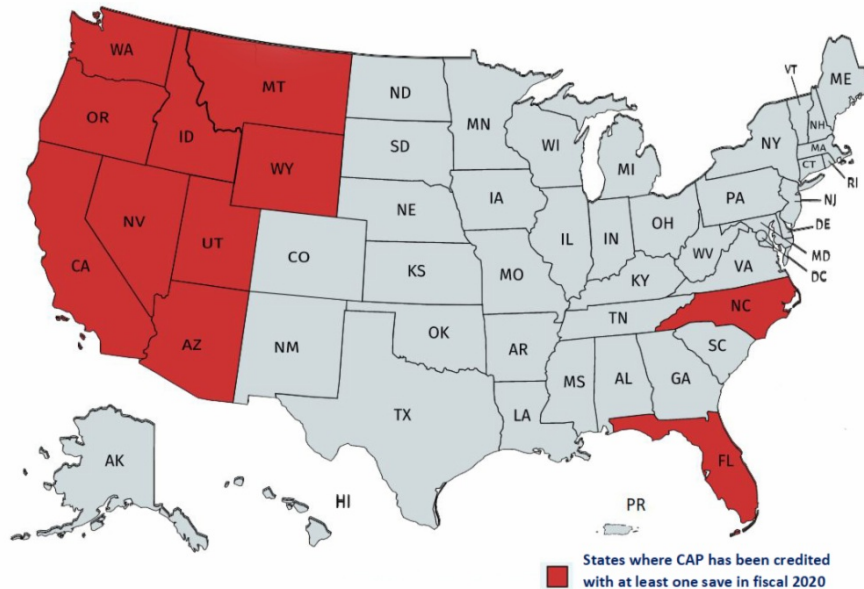 WA
MT
ND
MN
ME
VT
NH
OR
ID
SD
WI
NY
MA
CT
RI
WY
MI
IA
PA
NJ
NV
NE
OH
DE
UT
IL
IN
MD
CA
CO
WV
DC
KS
MO
KY
VA
AZ
NM
OK
TN
NC
AR
SC
MS
AL
GA
TX
LA
FL
AK
HI
PR
States where CAP has been credited
with at least one save in fiscal 2020